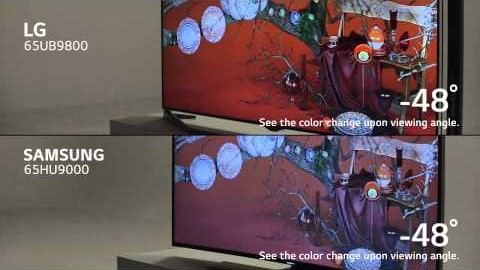 LG
65UB9800
-48°
See the color change upon viewing angle.
SAMSUNG
65HU9000
-48°
See the color change upon viewing angle.